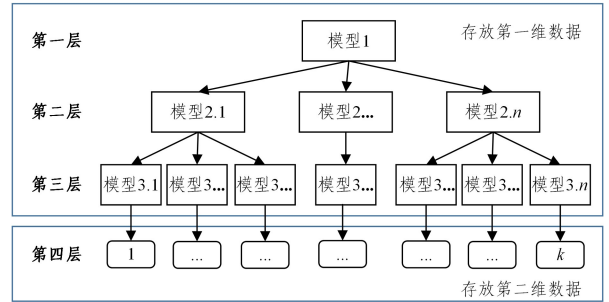 第一层 模型1 存放第一维数据
第二层 模型2.1 模型2... 模型2.n
第三层 模型3.1 模型3... 模型3... 模型3... 模型3... 模型3... 模型3.n
第四层 1 ... ... ... ... ... k
存放第二维数据